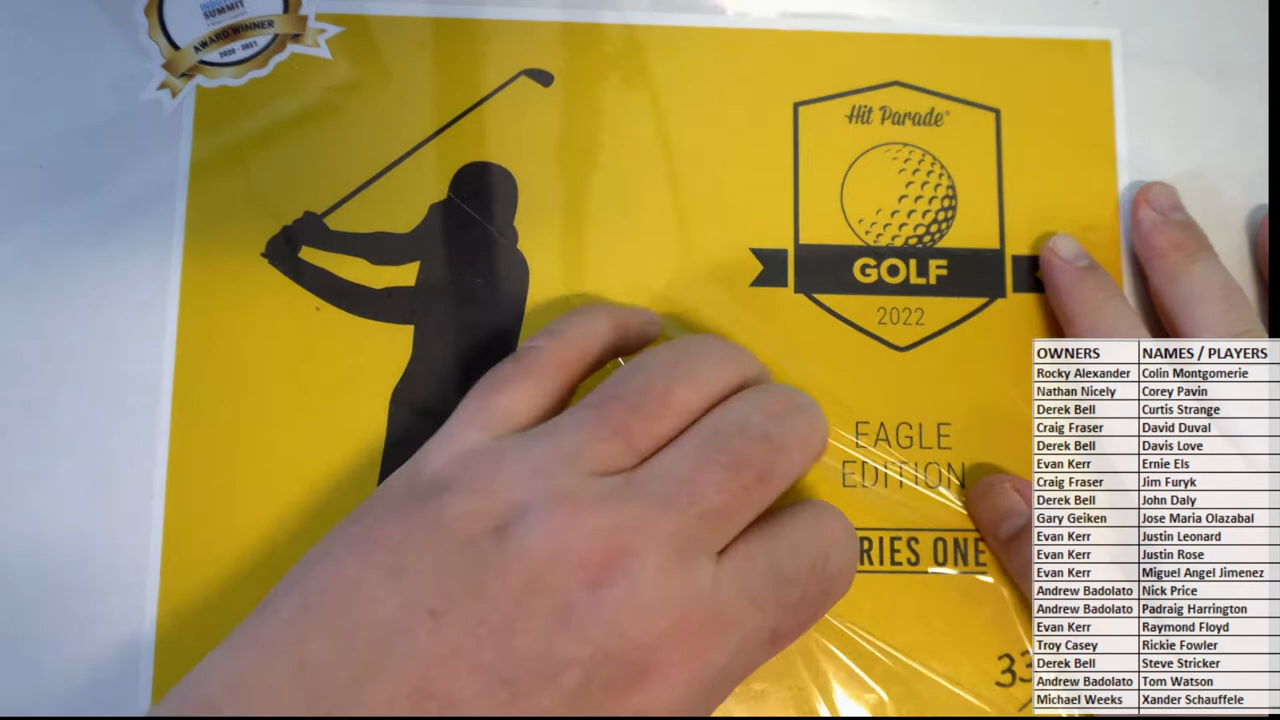 SUMMIT
AWARD WINNER
2020 - 2021
Hit Parade®
GOLF
2022
EAGLE
EDITION
RIES ONE
33
OWNERS NAMES / PLAYERS
Rocky Alexander Colin Montgomerie
Nathan Nicely Corey Pavin
Derek Bell Curtis Strange
Craig Fraser David Duval
Derek Bell Davis Love
Evan Kerr Ernie Els
Craig Fraser Jim Furyk
Derek Bell John Daly
Gary Geiken Jose Maria Olazabal
Evan Kerr Justin Leonard
Evan Kerr Justin Rose
Evan Kerr Miguel Angel Jimenez
Andrew Badolato Nick Price
Andrew Badolato Padraig Harrington
Evan Kerr Raymond Floyd
Troy Casey Rickie Fowler
Derek Bell Steve Stricker
Andrew Badolato Tom Watson
Michael Weeks Xander Schauffele